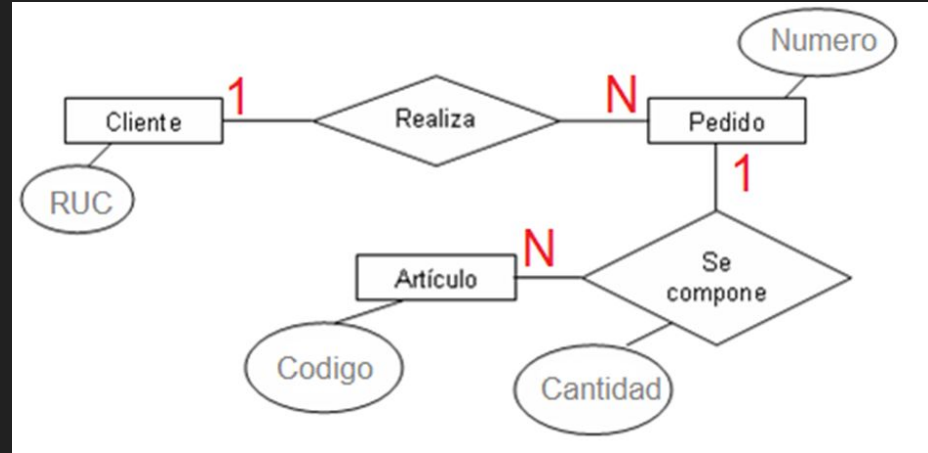 Numero
1
N
Cliente
Realiza
Pedido
RUC
1
N
Se
compone
Artículo
Codigo
Cantidad